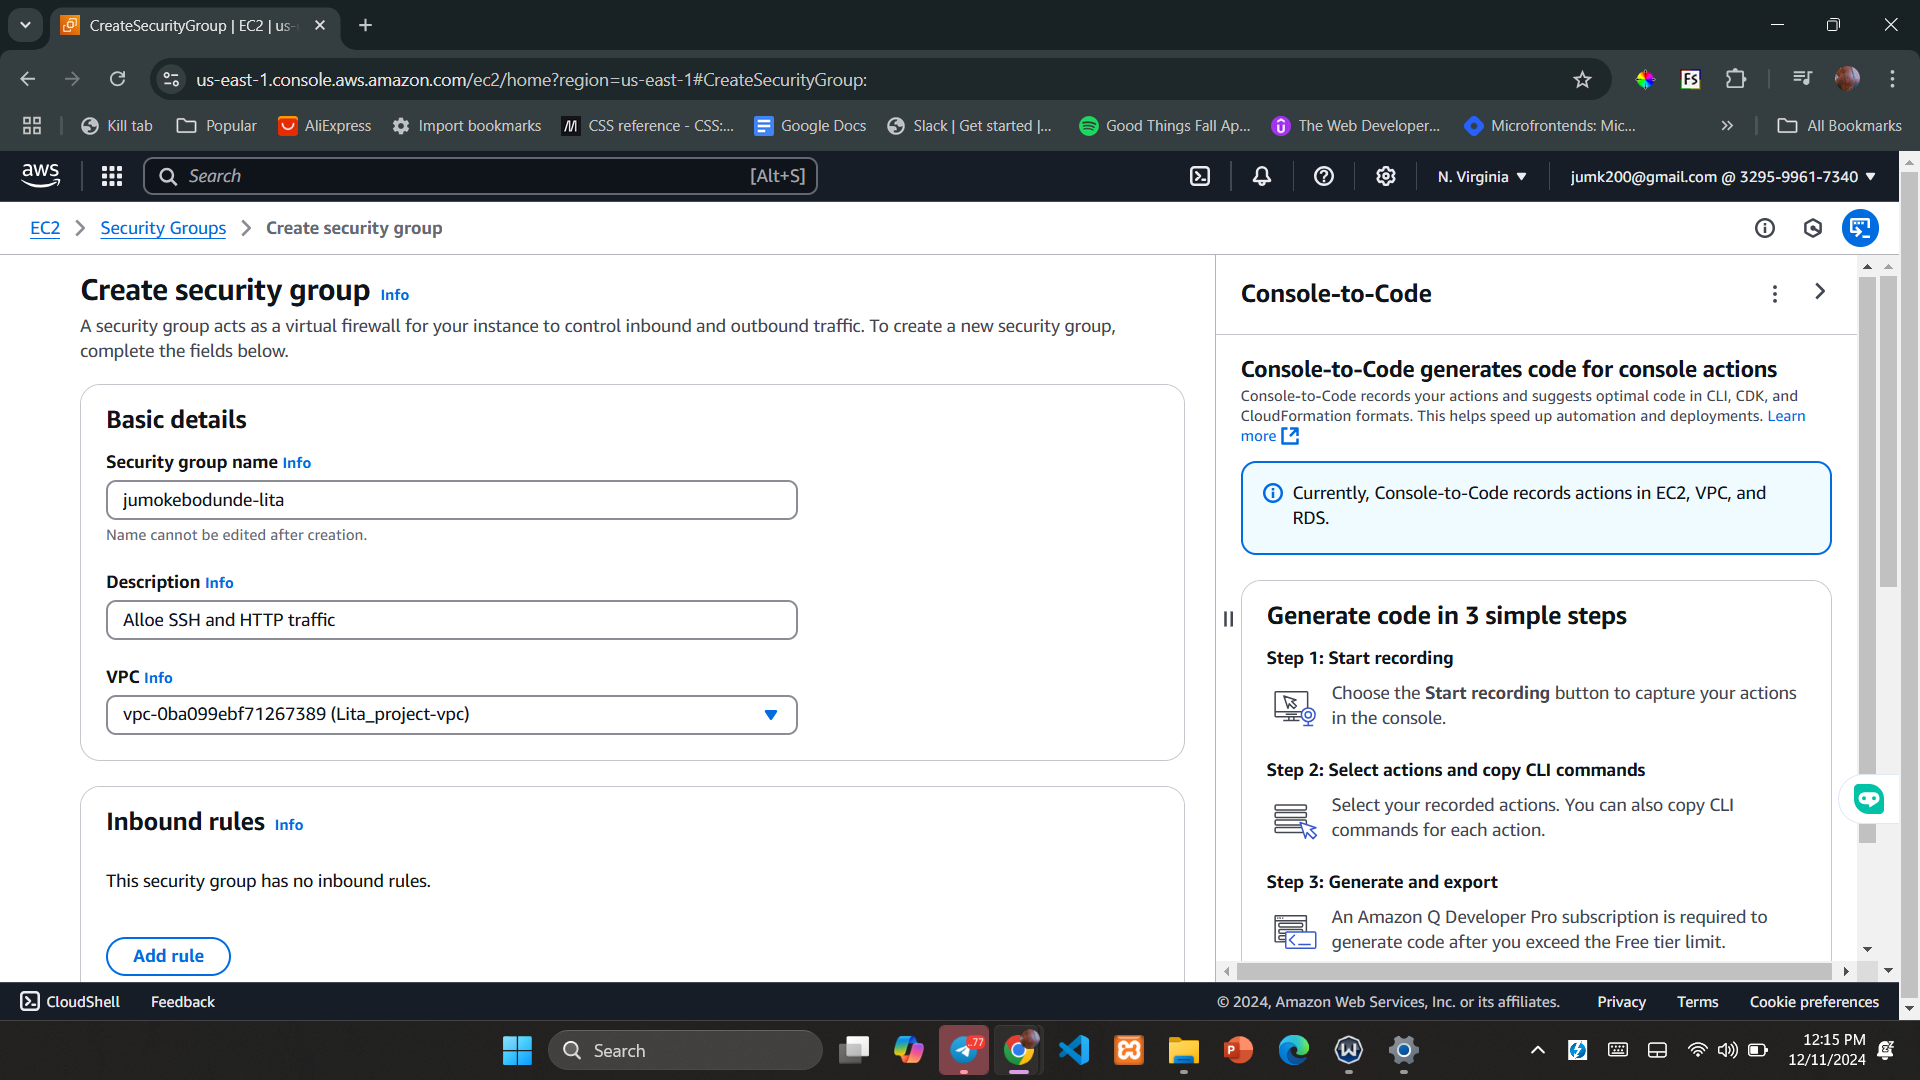 CreateSecurityGroup | EC2 | us-
us-east-1.console.aws.amazon.com/ec2/home?region=us-east-1#CreateSecurityGroup:
FS
Kill tab
Popular
AliExpress
Import bookmarks
M
CSS reference - CSS:...
Google Docs
Slack | Get started |...
Good Things Fall Ap...
The Web Developer...
Microfrontends: Mic...
All Bookmarks
aws
Search
[Alt+S]
N. Virginia
jumk200@gmail.com @ 3295-9961-7340
EC2
Security Groups
Create security group
Create security group Info
A security group acts as a virtual firewall for your instance to control inbound and outbound traffic. To create a new security group,
complete the fields below.
Basic details
Security group name Info
jumokebodunde-lita
Name cannot be edited after creation.
Description Info
Alloe SSH and HTTP traffic
VPC Info
vpc-0ba099ebf71267389 (Lita_project-vpc)
Inbound rules Info
This security group has no inbound rules.
Add rule
Console-to-Code
Console-to-Code generates code for console actions
Console-to-Code records your actions and suggests optimal code in CLI, CDK, and
CloudFormation formats. This helps speed up automation and deployments. Learn
more
Currently, Console-to-Code records actions in EC2, VPC, and
RDS.
Generate code in 3 simple steps
Step 1: Start recording
Choose the Start recording button to capture your actions
in the console.
Step 2: Select actions and copy CLI commands
Select your recorded actions. You can also copy CLI
commands for each action.
Step 3: Generate and export
An Amazon Q Developer Pro subscription is required to
generate code after you exceed the Free tier limit.
CloudShell
Feedback
© 2024, Amazon Web Services, Inc. or its affiliates.
Privacy
Terms
Cookie preferences
Search
..77
12:15 PM
12/11/2024